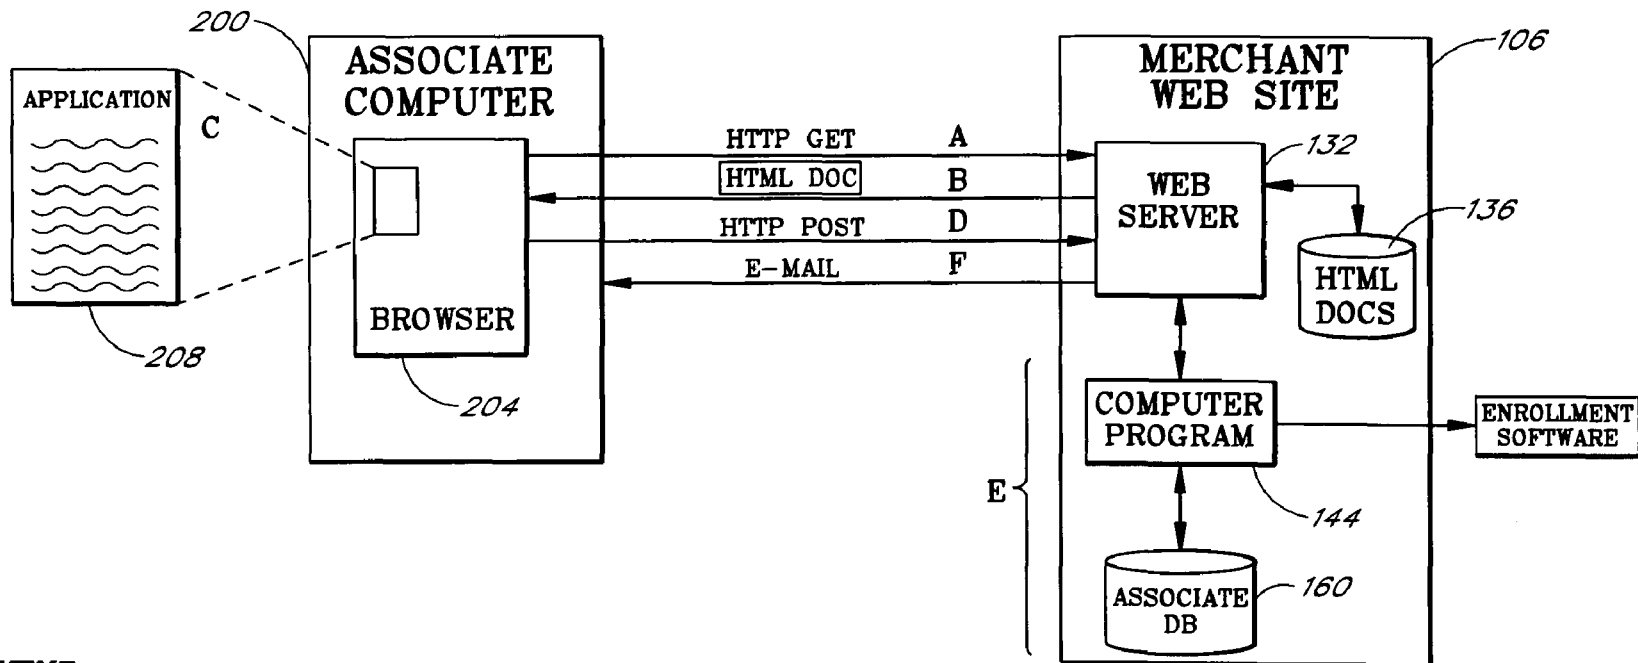 200
ASSOCIATE
COMPUTER
MERCHANT
WEB SITE
106
APPLICATION
C
HTTP GET A
132
HTML DOC B
WEB
SERVER
HTTP POST D
136
E-MAIL F
HTML
DOCS
BROWSER
208
204
COMPUTER
PROGRAM
ENROLLMENT
SOFTWARE
E
144
ASSOCIATE
DB
160